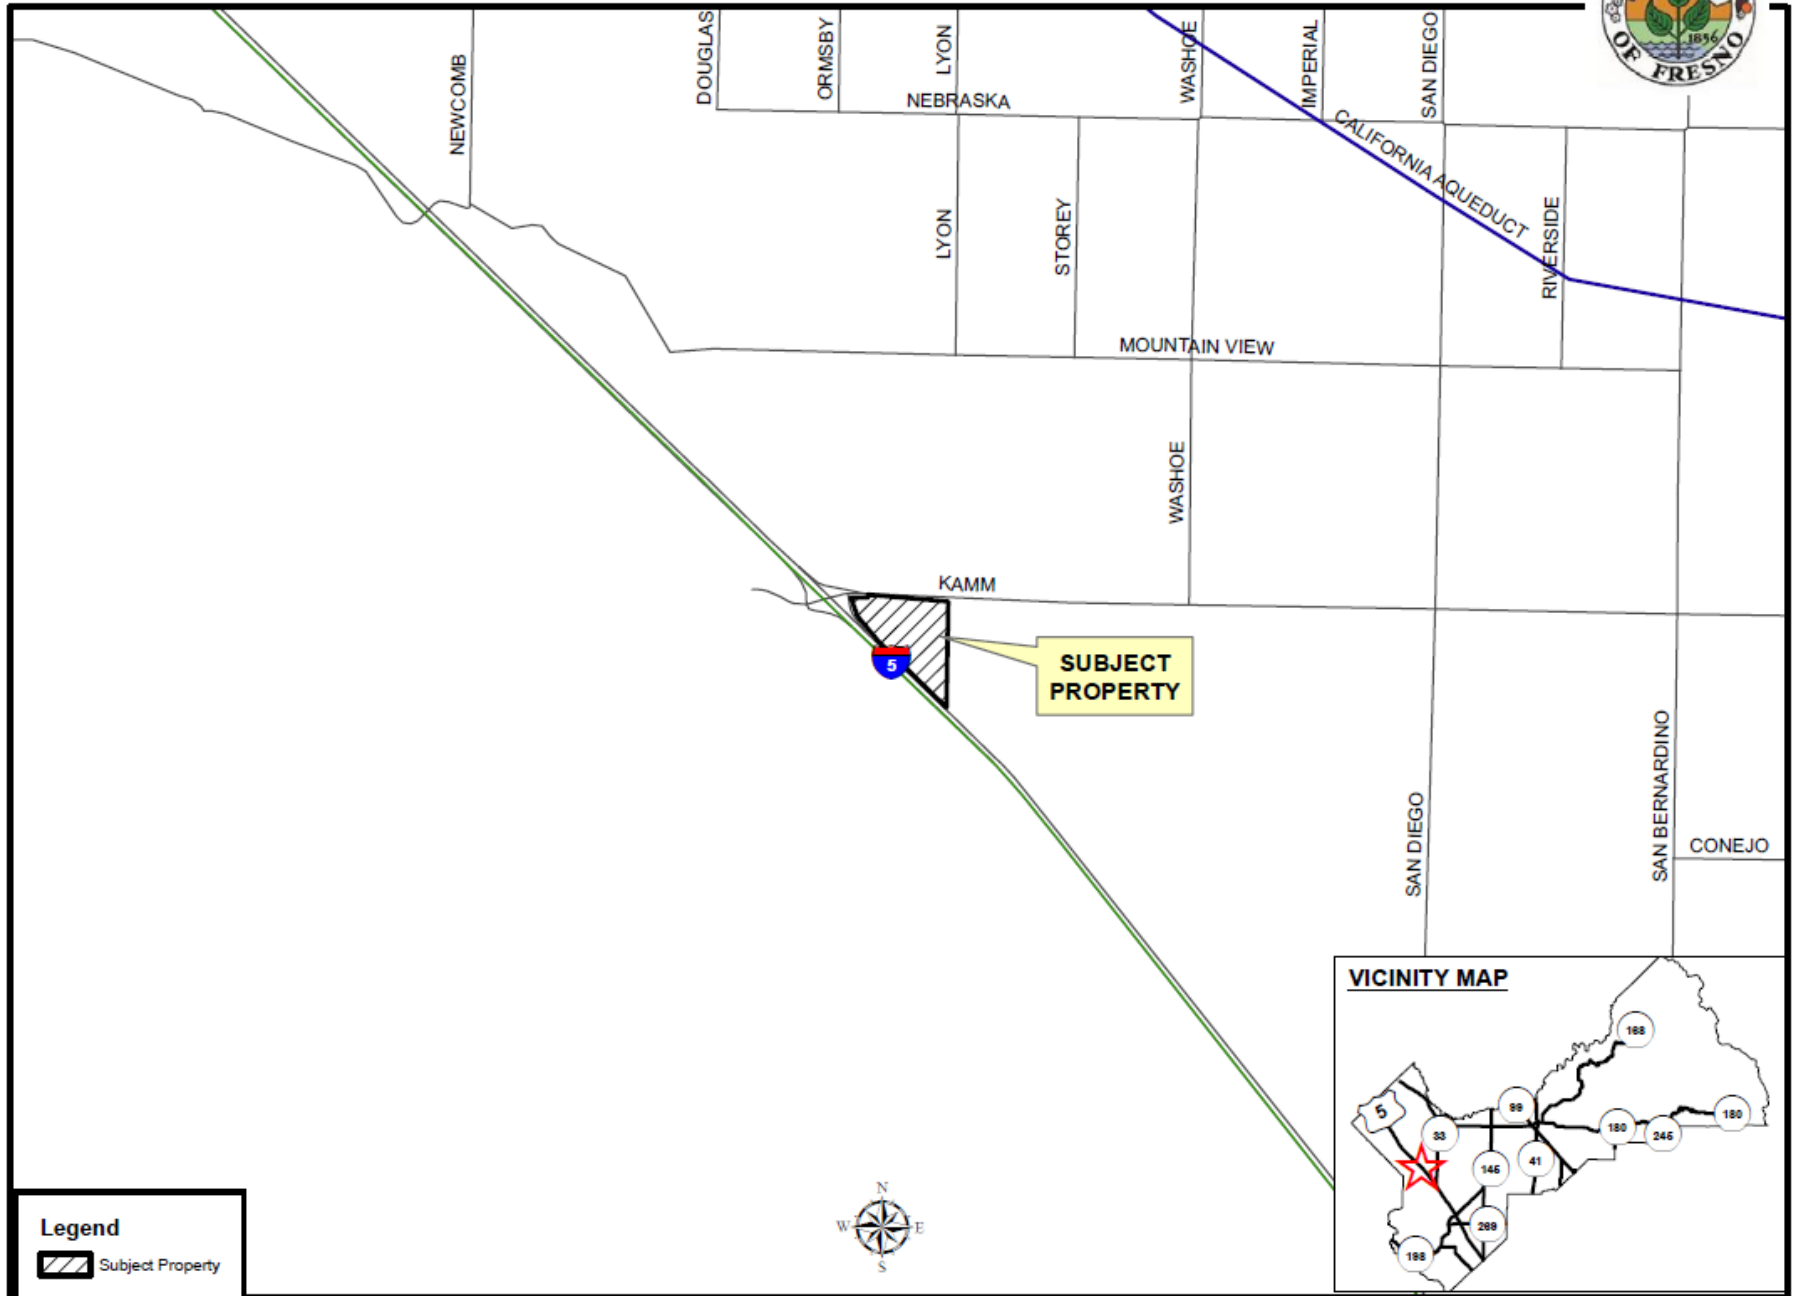 DOUGLAS
ORMSBY
LYON
WASHOE
IMPERIAL
SAN DIEGO
1856
OF FRESNO
NEWCOMB
NEBRASKA
CALIFORNIA AQUEDUCT
LYON
STOREY
RIVERSIDE
MOUNTAIN VIEW
WASHOE
KAMM
5
SUBJECT
PROPERTY
SAN DIEGO
SAN BERNARDINO
CONEJO
VICINITY MAP
168
5
99
180
33
180
245
145
41
269
198
N
W
E
S
Legend
Subject Property